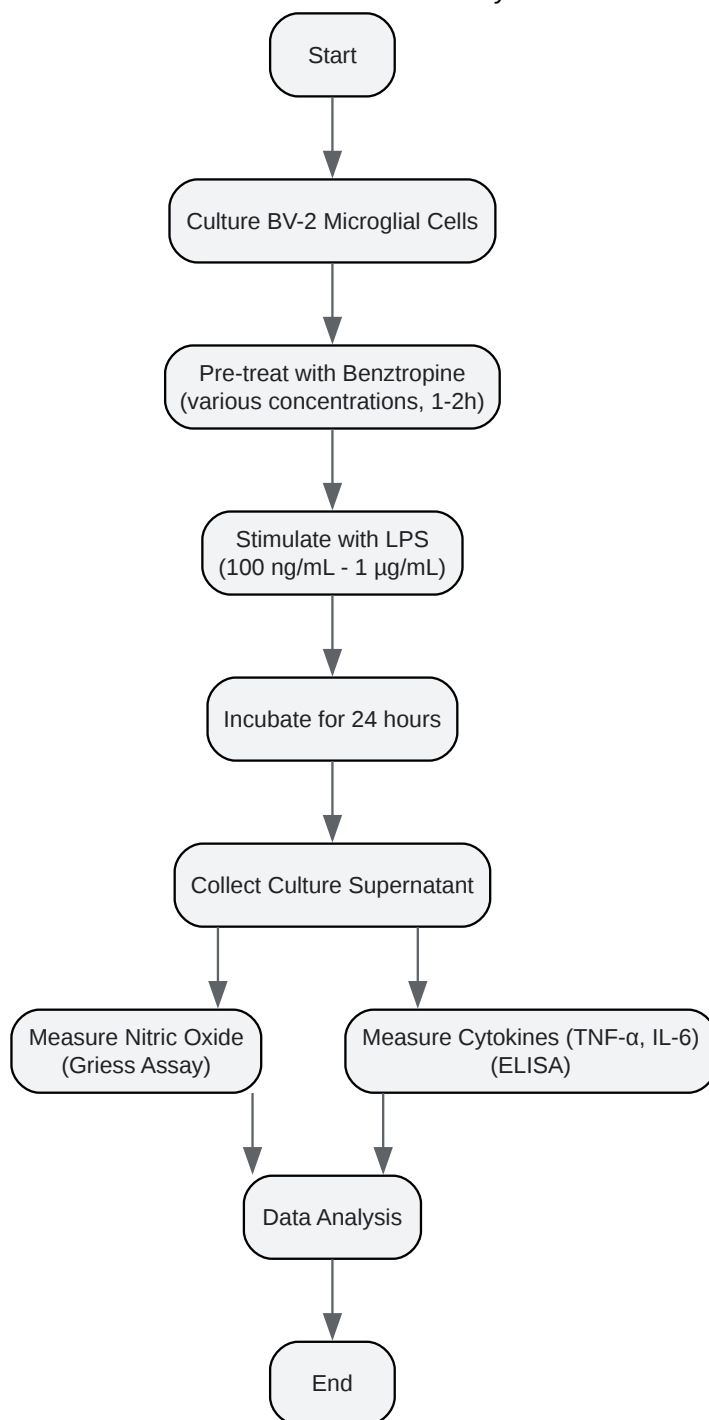 Start
Culture BV-2 Microglial Cells
Pre-treat with Benztropine
(various concentrations, 1-2h)
Stimulate with LPS
(100 ng/mL - 1 µg/mL)
Incubate for 24 hours
Collect Culture Supernatant
Measure Nitric Oxide
(Griess Assay)
Measure Cytokines (TNF-α, IL-6)
(ELISA)
Data Analysis
End